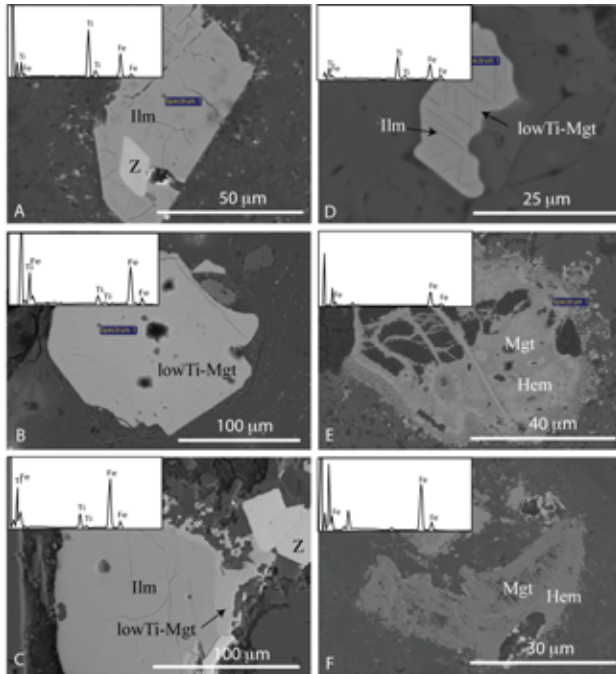 Ti
Ti
Fe
Ti
Fe
Fe
Spectrum 1
Ilm
Z
A
50 µm
Ti
Fe
Ti
Fe
Ti
Fe
Spectrum 1
Ilm
lowTi-Mgt
D
25 µm
Fe
Ti
Ti
Ti
Fe
Fe
Spectrum 1
lowTi-Mgt
B
100 µm
Fe
Fe
Fe
Spectrum 1
Mgt
Hem
E
40 µm
Ti
Fe
Ti
Ti
Fe
Fe
Ilm
Z
lowTi-Mgt
C
100 µm
Fe
Fe
Fe
Mgt
Hem
F
30 µm